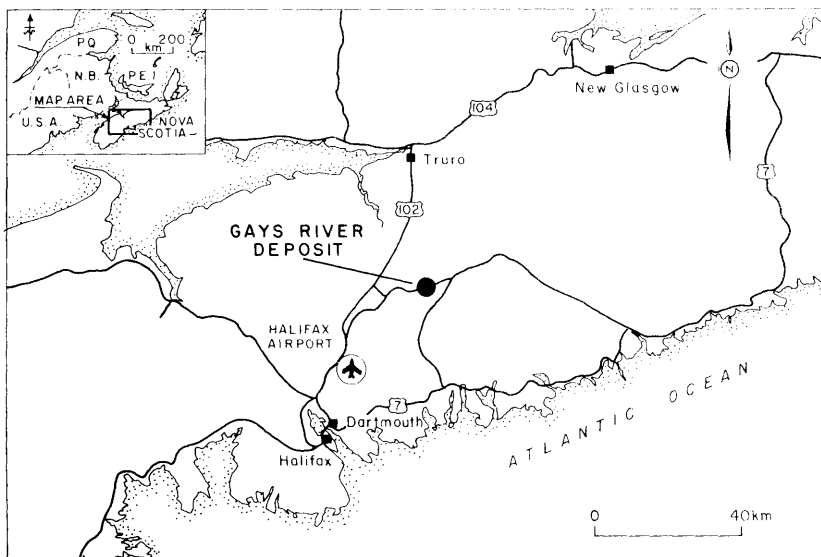 P.Q.
0 200
km
N.B.
P.E.I
MAP AREA
U.S.A.
NOVA
SCOTIA
104
New Glasgow
N
7
Truro
102
GAYS RIVER
DEPOSIT
HALIFAX
AIRPORT
7
Dartmouth
Halifax
ATLANTIC OCEAN
0 40km